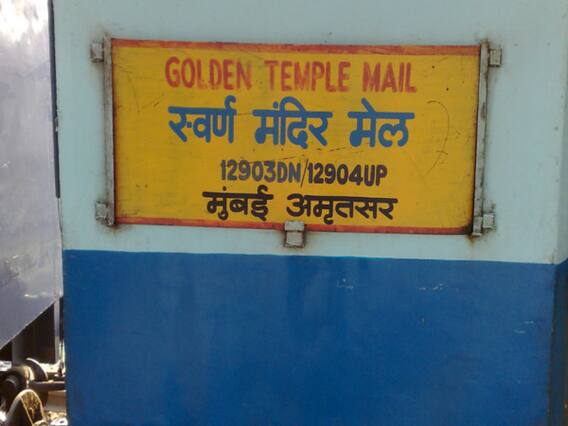 GOLDEN TEMPLE MAIL
स्वर्ण मंदिर मेल
12903DN/12904UP
मुंबई अमृतसर